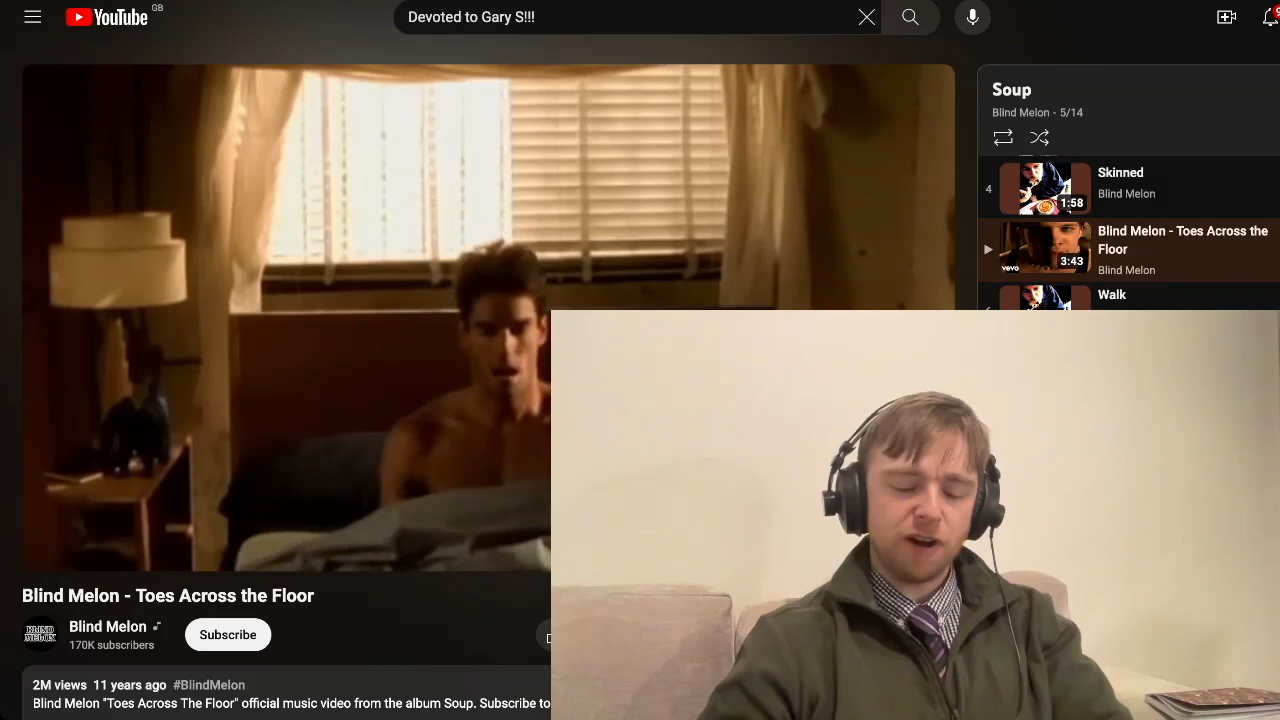 YouTube GB
Devoted to Gary S!!!
Soup
Blind Melon - 5/14
4
Skinned
Blind Melon
1:58
Blind Melon - Toes Across the
Floor
Blind Melon
3:43
vevo
Walk
Blind Melon - Toes Across the Floor
BLIND
MELON
Blind Melon
170K subscribers
Subscribe
2M views 11 years ago #BlindMelon
Blind Melon "Toes Across The Floor" official music video from the album Soup. Subscribe to